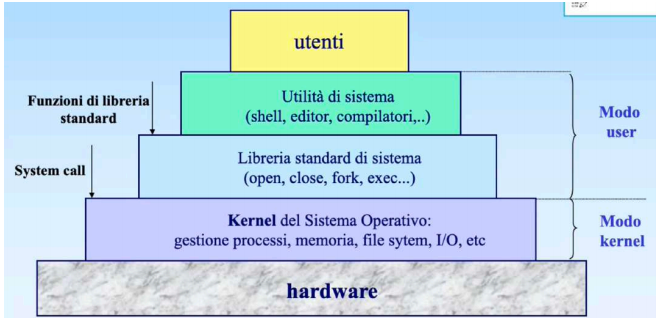 utenti
Funzioni di libreria
standard
Utilità di sistema
(shell, editor, compilatori,..)
Modo
user
System call
Libreria standard di sistema
(open, close, fork, exec...)
Kernel del Sistema Operativo:
gestione processi, memoria, file sytem, I/O, etc
Modo
kernel
hardware